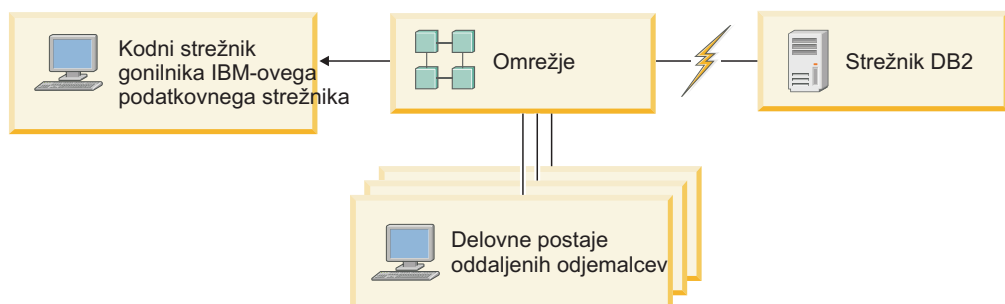 Kodni strežnik
gonilnika IBM-ovega
podatkovnega strežnika
Omrežje
Strežnik DB2
Delovne postaje
oddaljenih odjemalcev